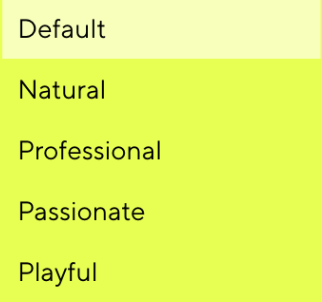 Default
Natural
Professional
Passionate
Playful